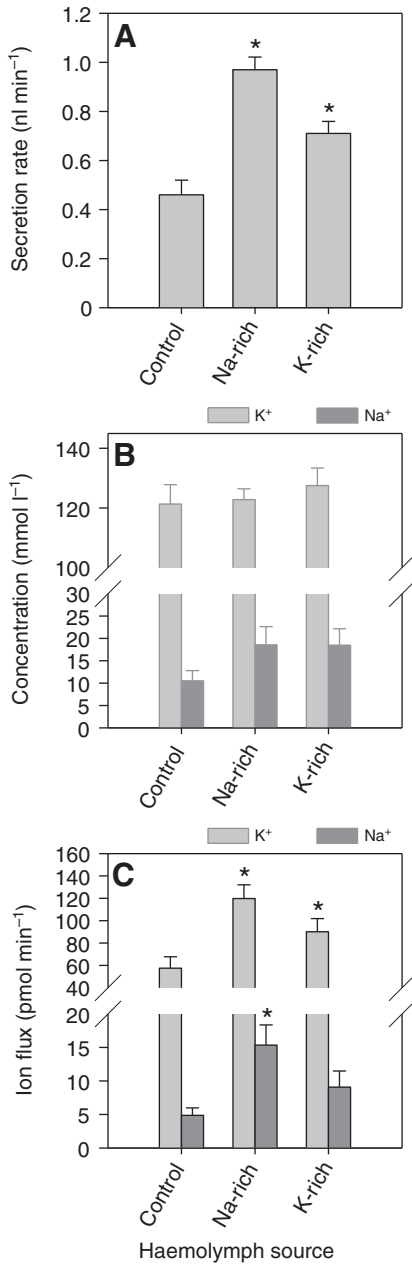 A
Secretion rate (nl min⁻¹)
1.2
1.0
0.8
0.6
0.4
0.2
0
*
*
Control
Na-rich
K-rich
K⁺
Na⁺
B
Concentration (mmol l⁻¹)
140
120
100
30
25
20
15
10
5
0
Control
Na-rich
K-rich
K⁺
Na⁺
C
Ion flux (pmol min⁻¹)
160
140
120
100
80
60
40
20
15
10
5
0
*
*
*
Control
Na-rich
K-rich
Haemolymph source